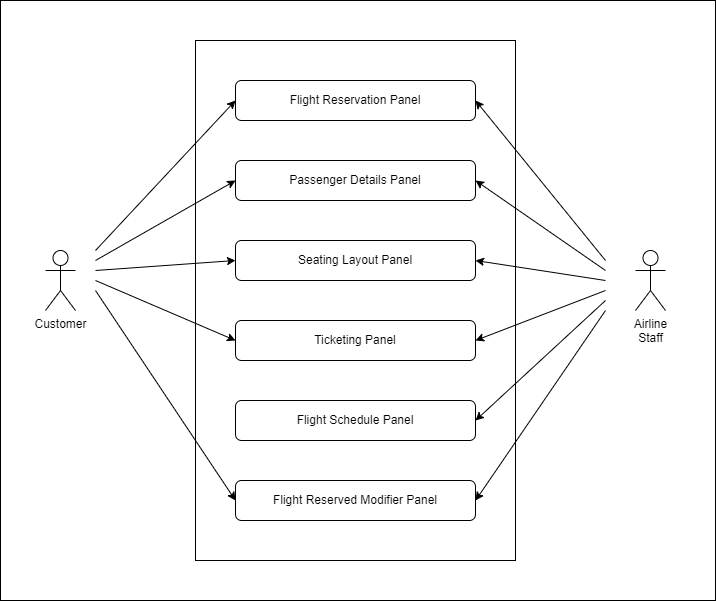 Flight Reservation Panel
Passenger Details Panel
Seating Layout Panel
Customer
Airline
Staff
Ticketing Panel
Flight Schedule Panel
Flight Reserved Modifier Panel